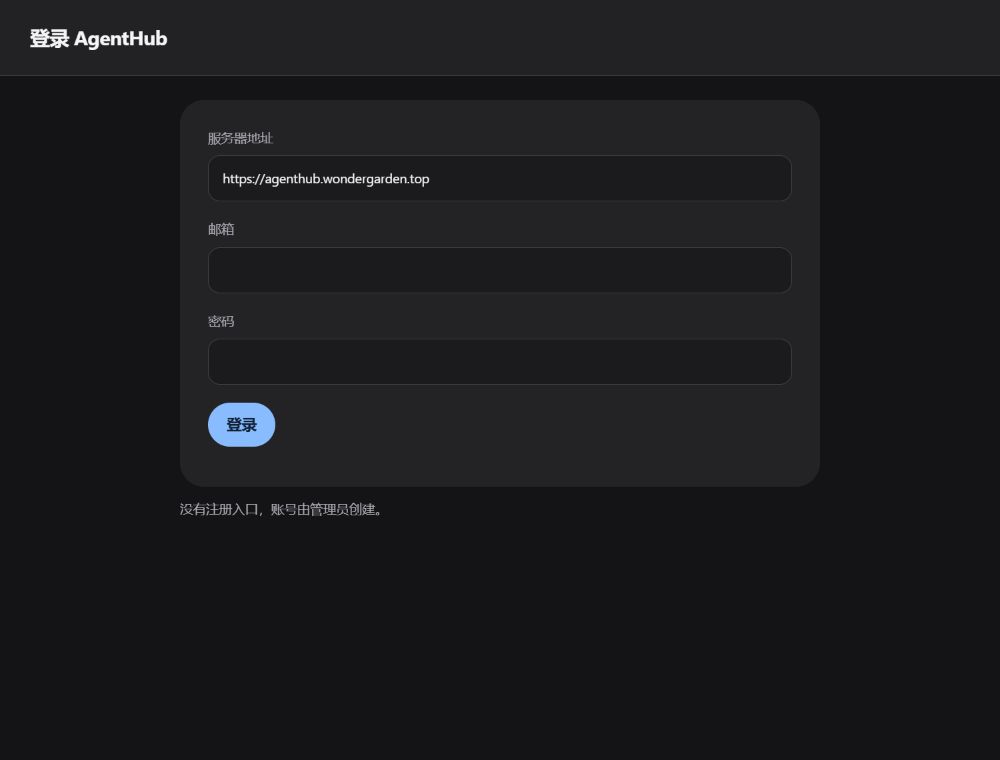 登录 AgentHub
服务器地址
https://agenthub.wondergarden.top
邮箱
密码
登录
没有注册入口，账号由管理员创建。